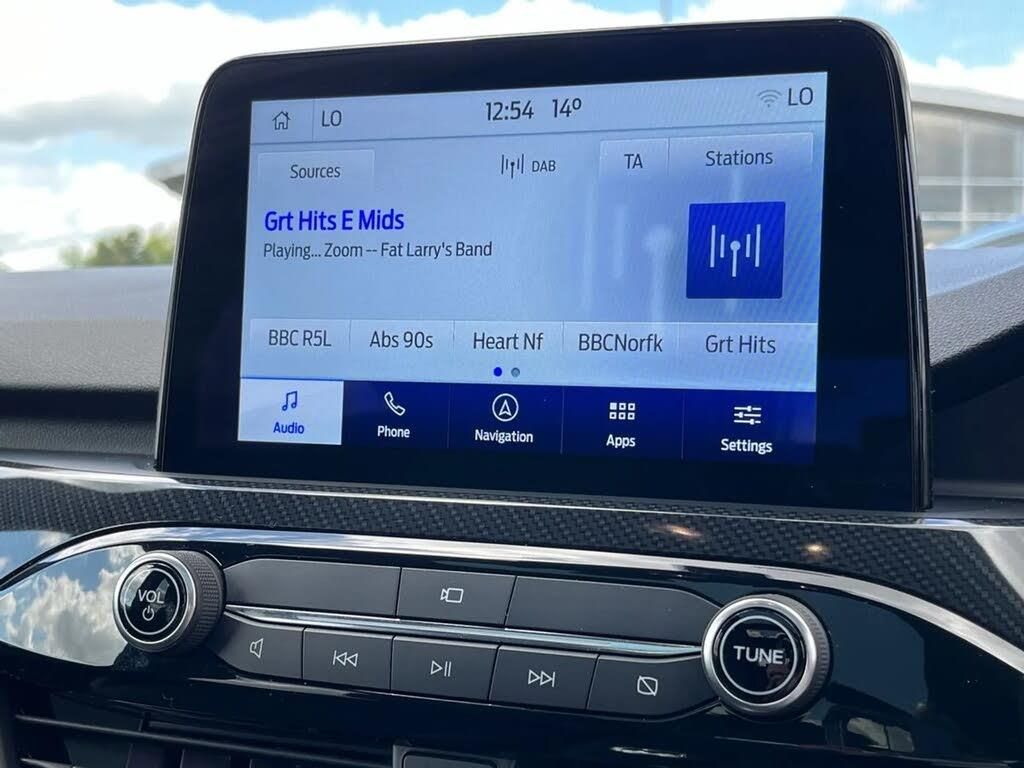 LO 12:54 14° LO
Sources DAB TA Stations
Grt Hits E Mids
Playing... Zoom -- Fat Larry's Band
BBC R5L Abs 90s Heart Nf BBCNorfk Grt Hits
Audio Phone Navigation Apps Settings
VOL
TUNE